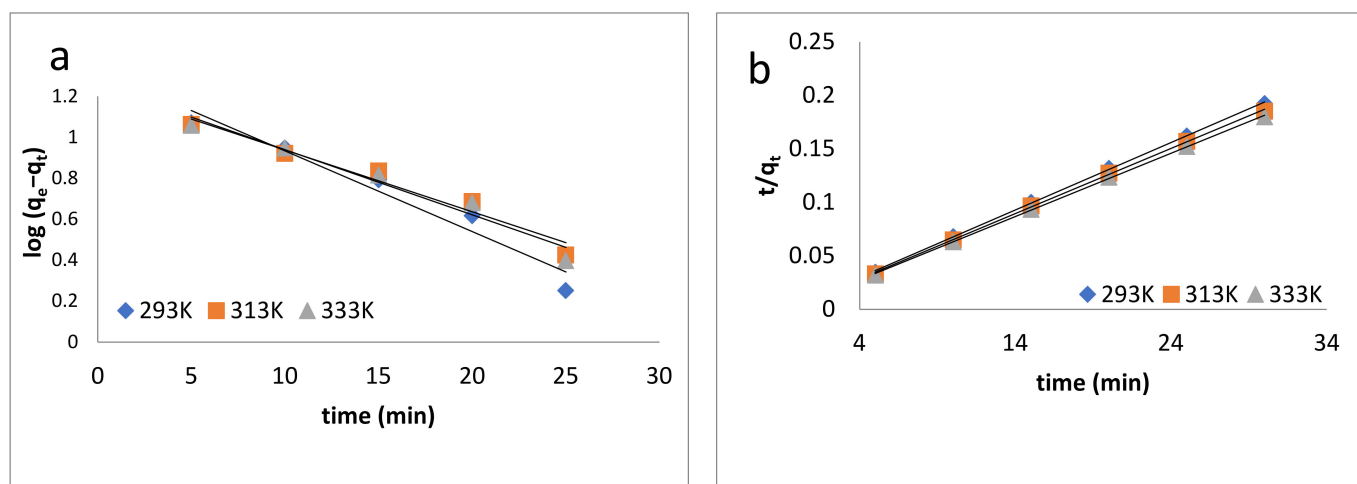 a
1.2
1
0.8
0.6
0.4
0.2
0
log (qₑ−qₜ)
293K 313K 333K
0 5 10 15 20 25 30
time (min)
b
0.25
0.2
0.15
0.1
0.05
0
t/qₜ
293K 313K 333K
4 14 24 34
time (min)